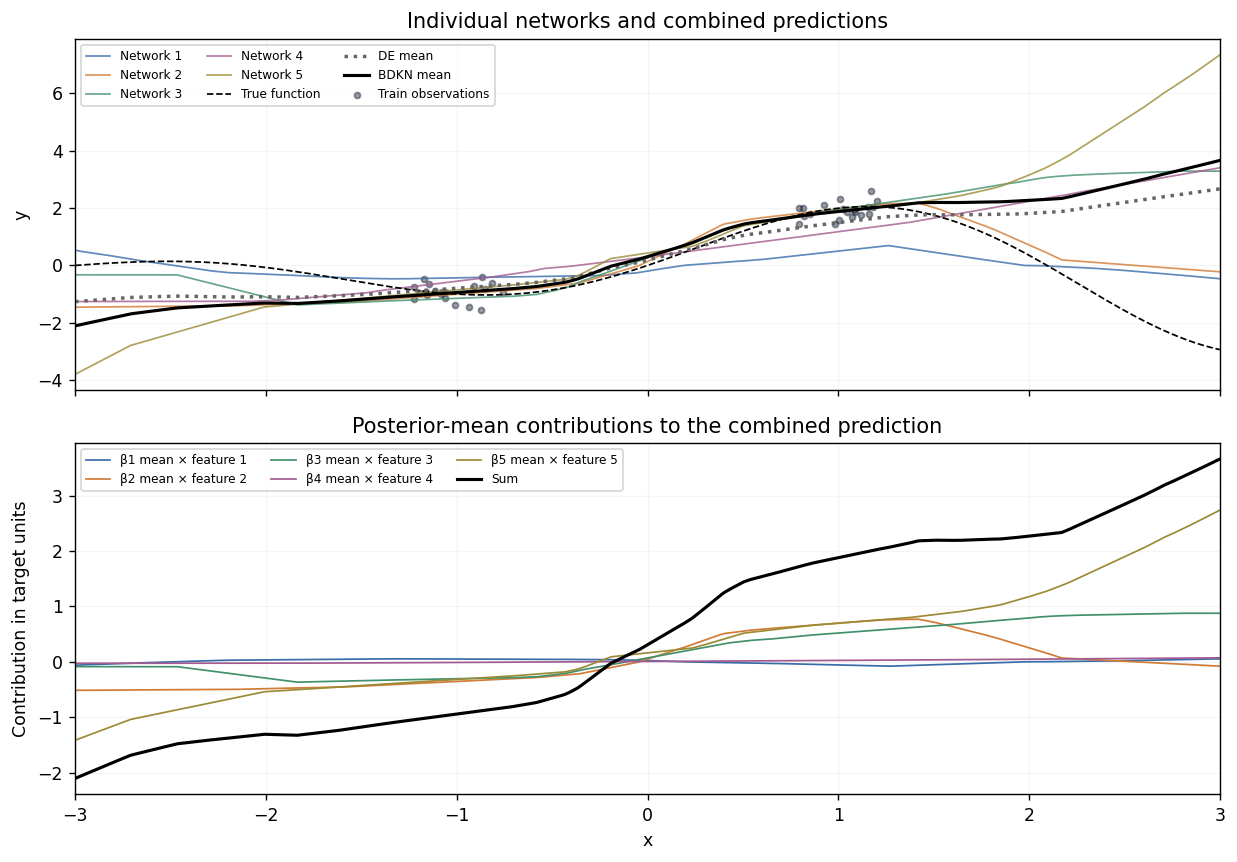 Individual networks and combined predictions
Network 1 Network 4 DE mean
Network 2 Network 5 BDKN mean
Network 3 True function Train observations
6
4
2
0
−2
−4
y
Posterior-mean contributions to the combined prediction
β1 mean × feature 1 β3 mean × feature 3 β5 mean × feature 5
β2 mean × feature 2 β4 mean × feature 4 Sum
3
2
1
0
−1
−2
Contribution in target units
−3 −2 −1 0 1 2 3
x